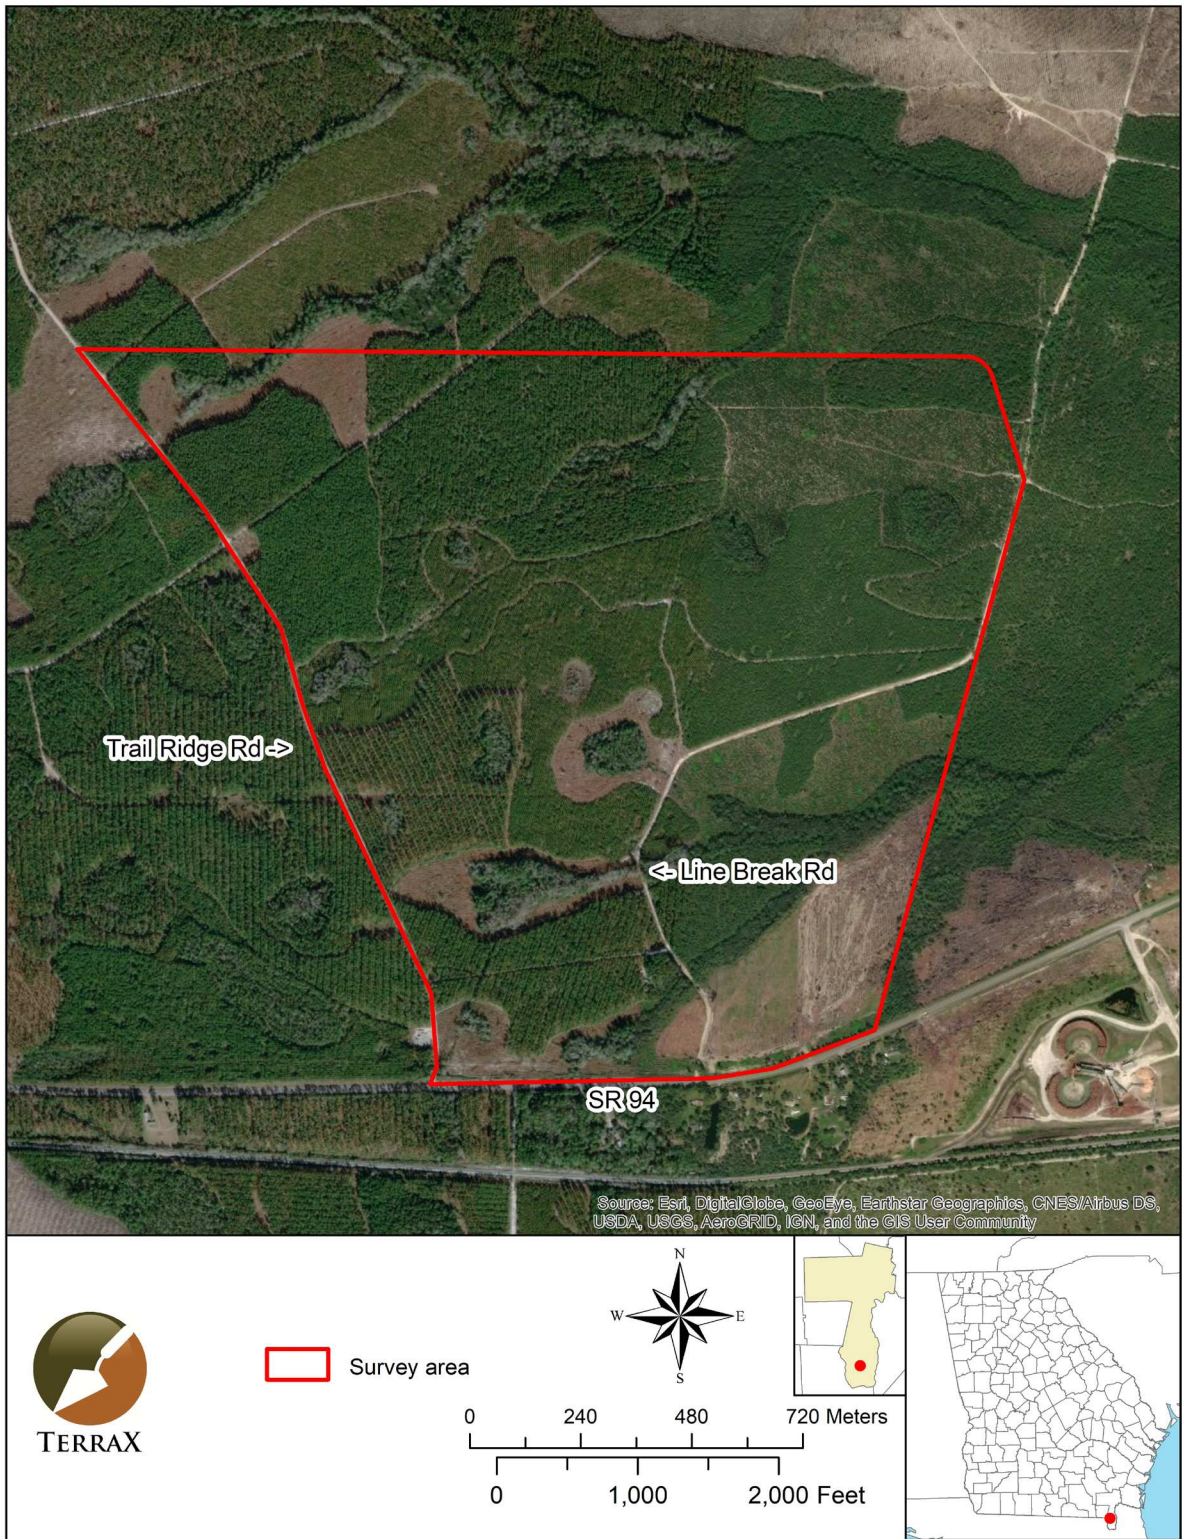 Trail Ridge Rd ->
<- Line Break Rd
SR 94
Source: Esri, DigitalGlobe, GeoEye, Earthstar Geographics, CNES/Airbus DS,
USDA, USGS, AeroGRID, IGN, and the GIS User Community
N
W E
S
TERRAX
Survey area
0 240 480 720 Meters
0 1,000 2,000 Feet